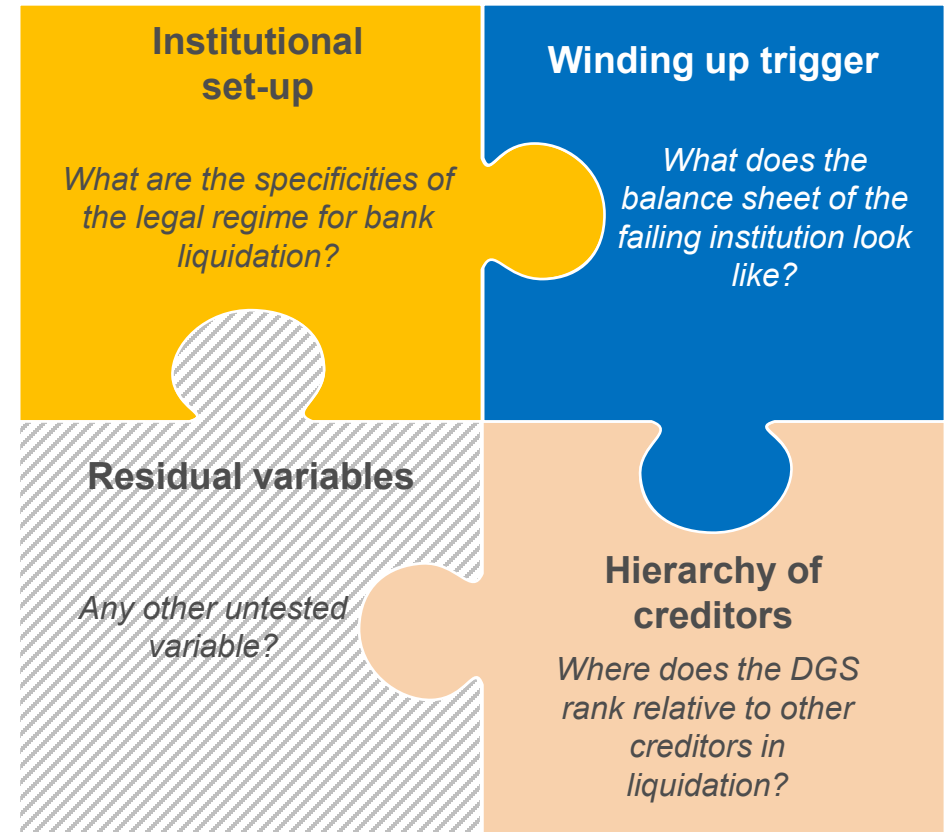 Institutional
set-up
What are the specificities of
the legal regime for bank
liquidation?
Winding up trigger
What does the
balance sheet of the
failing institution look
like?
Residual variables
Any other untested
variable?
Hierarchy of
creditors
Where does the DGS
rank relative to other
creditors in
liquidation?